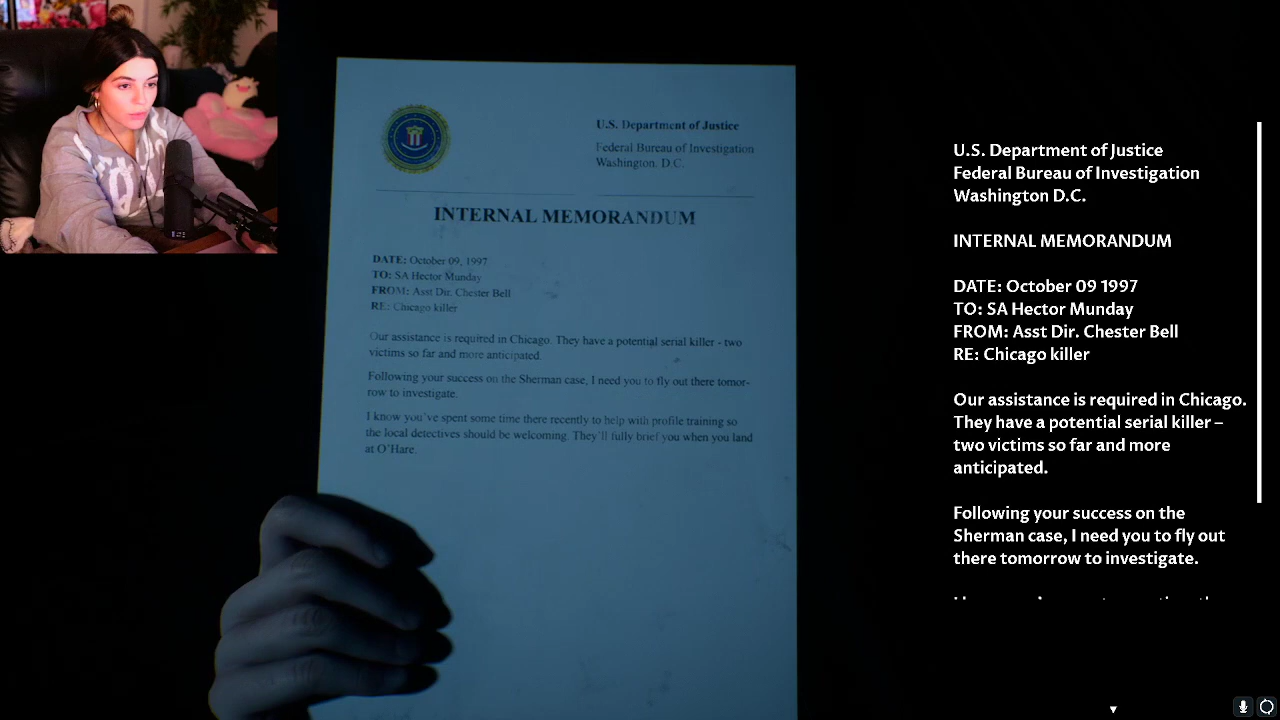 U.S. Department of Justice
Federal Bureau of Investigation
Washington, D.C.
INTERNAL MEMORANDUM
DATE: October 09, 1997
TO: SA Hector Munday
FROM: Asst Dir. Chester Bell
RE: Chicago killer
Our assistance is required in Chicago. They have a potential serial killer - two
victims so far and more anticipated.
Following your success on the Sherman case, I need you to fly out there tomor-
row to investigate.
I know you've spent some time there recently to help with profile training so
the local detectives should be welcoming. They'll fully brief you when you land
at O'Hare.
U.S. Department of Justice
Federal Bureau of Investigation
Washington D.C.
INTERNAL MEMORANDUM
DATE: October 09 1997
TO: SA Hector Munday
FROM: Asst Dir. Chester Bell
RE: Chicago killer
Our assistance is required in Chicago.
They have a potential serial killer –
two victims so far and more
anticipated.
Following your success on the
Sherman case, I need you to fly out
there tomorrow to investigate.